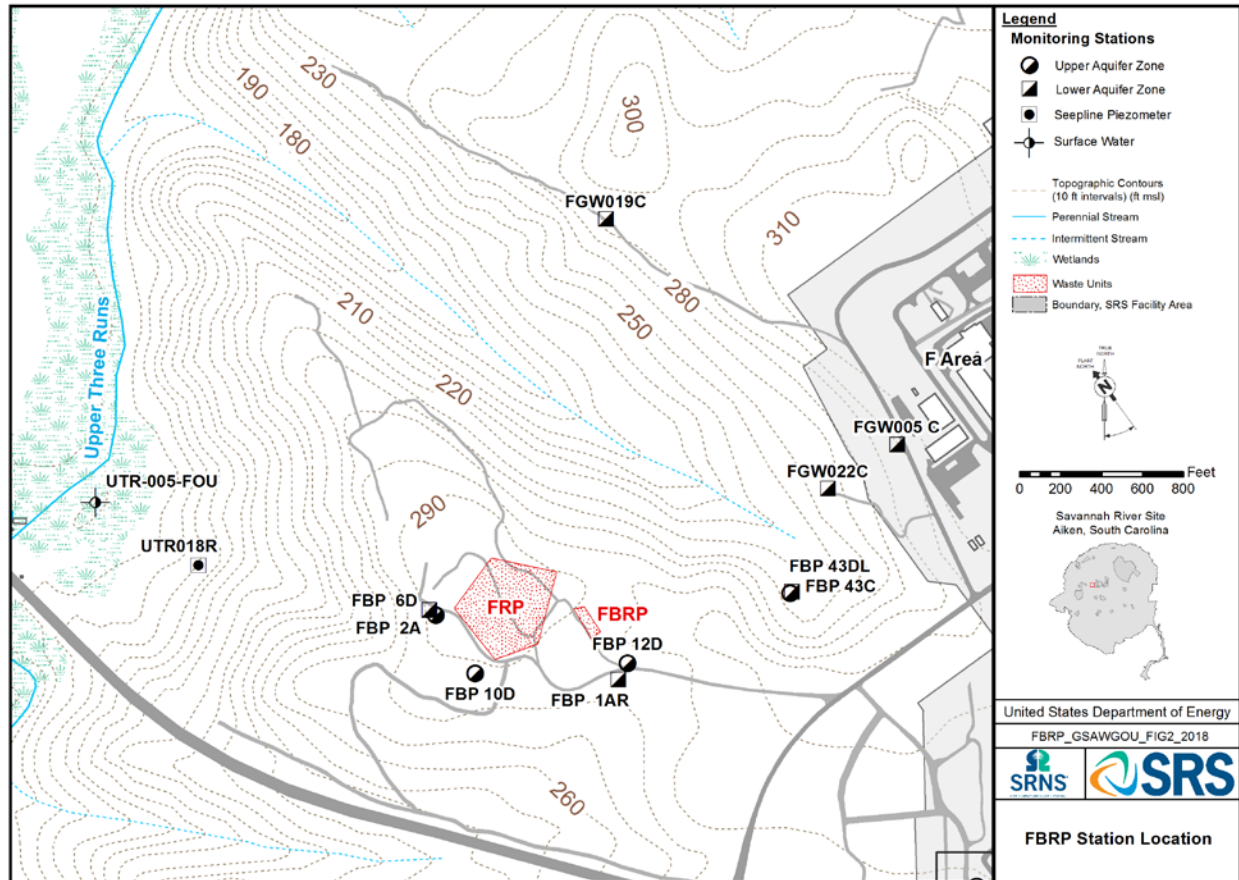 230
190
180
300
FGW019C
310
280
250
210
220
Upper Three Runs
F Area
FGW005 C
FGW022C
UTR-005-FOU
290
UTR018R
FBP 43DL
FBP 43C
FBP 6D
FBP 2A
FRP
FBRP
FBP 12D
FBP 10D
FBP 1AR
260
Legend
Monitoring Stations
Upper Aquifer Zone
Lower Aquifer Zone
Seepline Piezometer
Surface Water
Topographic Contours
(10 ft intervals) (ft msl)
Perennial Stream
Intermittent Stream
Wetlands
Waste Units
Boundary, SRS Facility Area
TRUE
NORTH
PLANT
NORTH
N
Feet
0 200 400 600 800
Savannah River Site
Aiken, South Carolina
United States Department of Energy
FBRP_GSAWGOU_FIG2_2018
SRNS
SRS
FBRP Station Location